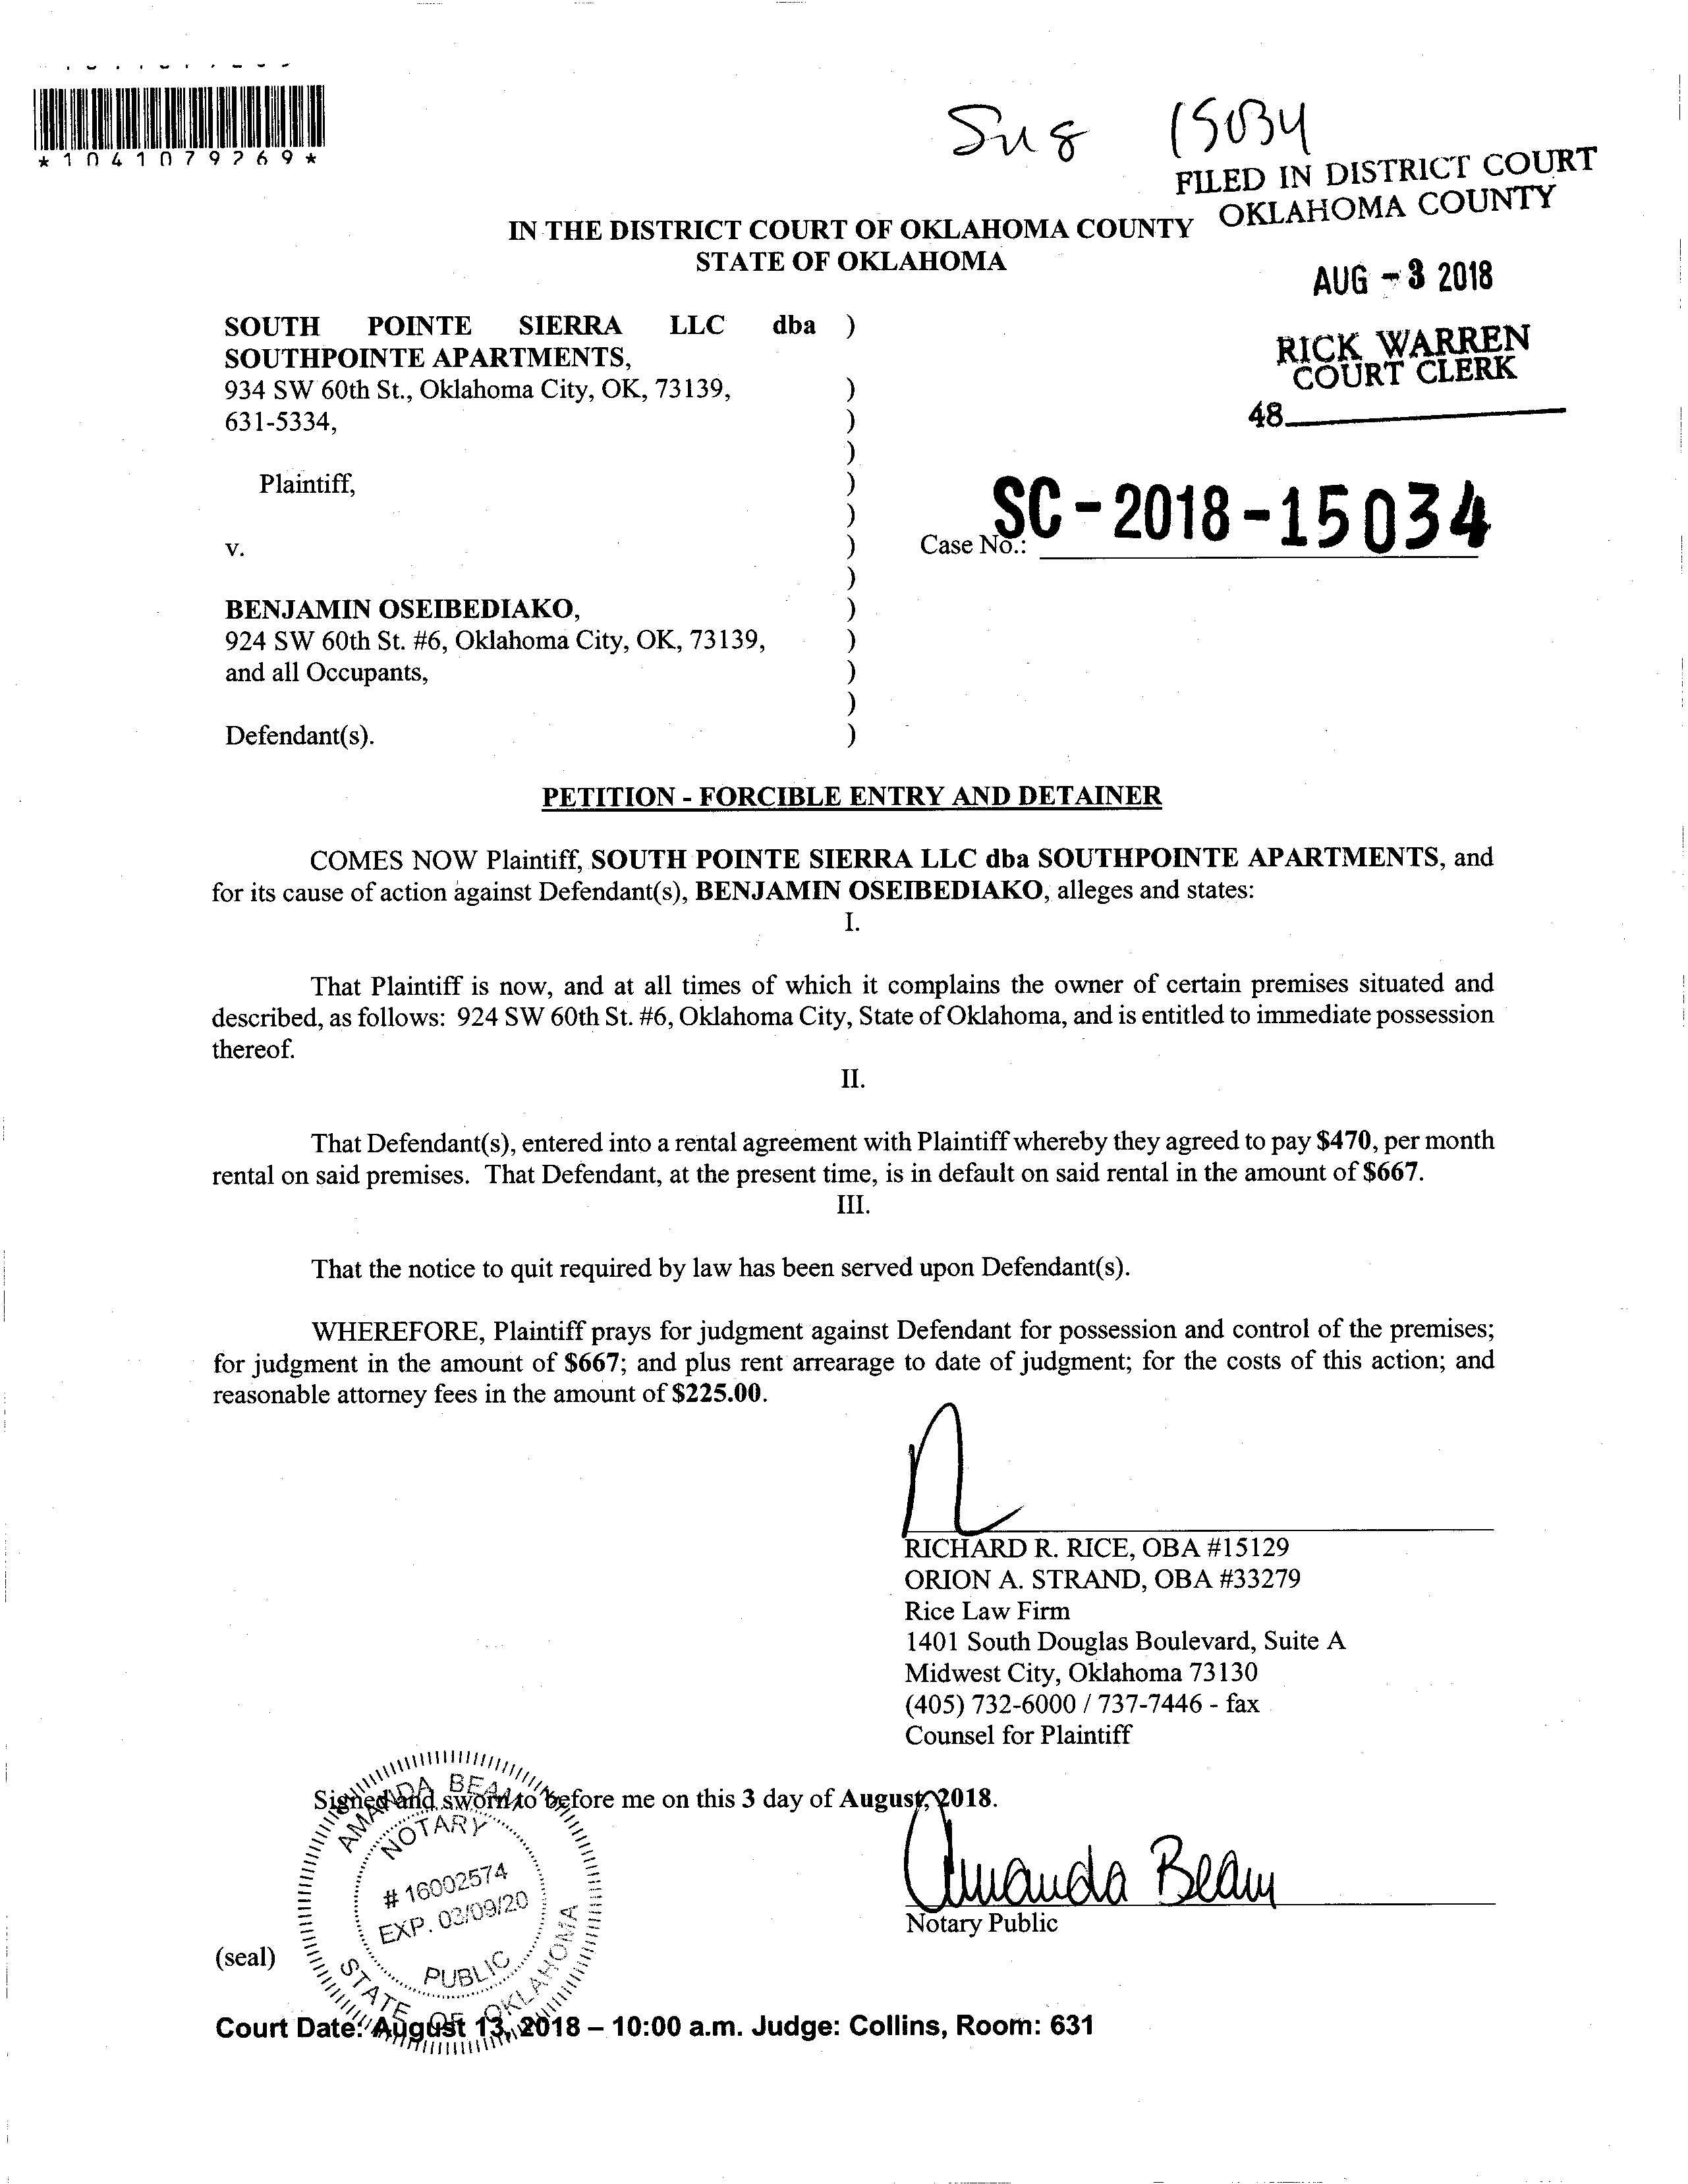 *1041079269*
15034
FILED IN DISTRICT COURT
OKLAHOMA COUNTY
IN THE DISTRICT COURT OF OKLAHOMA COUNTY
STATE OF OKLAHOMA
AUG - 3 2018
RICK WARREN
COURT CLERK
48
SOUTH POINTE SIERRA LLC dba )
SOUTHPOINTE APARTMENTS,
934 SW 60th St., Oklahoma City, OK, 73139, )
631-5334, )
)
Plaintiff, )
)
v. )
)
Case No.: SC-2018-15034
BENJAMIN OSEIBEDIAKO, )
924 SW 60th St. #6, Oklahoma City, OK, 73139, )
and all Occupants, )
)
Defendant(s). )
PETITION - FORCIBLE ENTRY AND DETAINER
COMES NOW Plaintiff, SOUTH POINTE SIERRA LLC dba SOUTHPOINTE APARTMENTS, and
for its cause of action against Defendant(s), BENJAMIN OSEIBEDIAKO, alleges and states:
I.
That Plaintiff is now, and at all times of which it complains the owner of certain premises situated and
described, as follows: 924 SW 60th St. #6, Oklahoma City, State of Oklahoma, and is entitled to immediate possession
thereof.
II.
That Defendant(s), entered into a rental agreement with Plaintiff whereby they agreed to pay $470, per month
rental on said premises. That Defendant, at the present time, is in default on said rental in the amount of $667.
III.
That the notice to quit required by law has been served upon Defendant(s).
WHEREFORE, Plaintiff prays for judgment against Defendant for possession and control of the premises;
for judgment in the amount of $667; and plus rent arrearage to date of judgment; for the costs of this action; and
reasonable attorney fees in the amount of $225.00.
RICHARD R. RICE, OBA #15129
ORION A. STRAND, OBA #33279
Rice Law Firm
1401 South Douglas Boulevard, Suite A
Midwest City, Oklahoma 73130
(405) 732-6000 / 737-7446 - fax
Counsel for Plaintiff
Signed and sworn to before me on this 3 day of August, 2018.
Amanda Beam
Notary Public
AMANDA BEAM
NOTARY
# 16002574
EXP. 03/09/20
PUBLIC
STATE OF OKLAHOMA
(seal)
Court Date: August 13, 2018 – 10:00 a.m. Judge: Collins, Room: 631